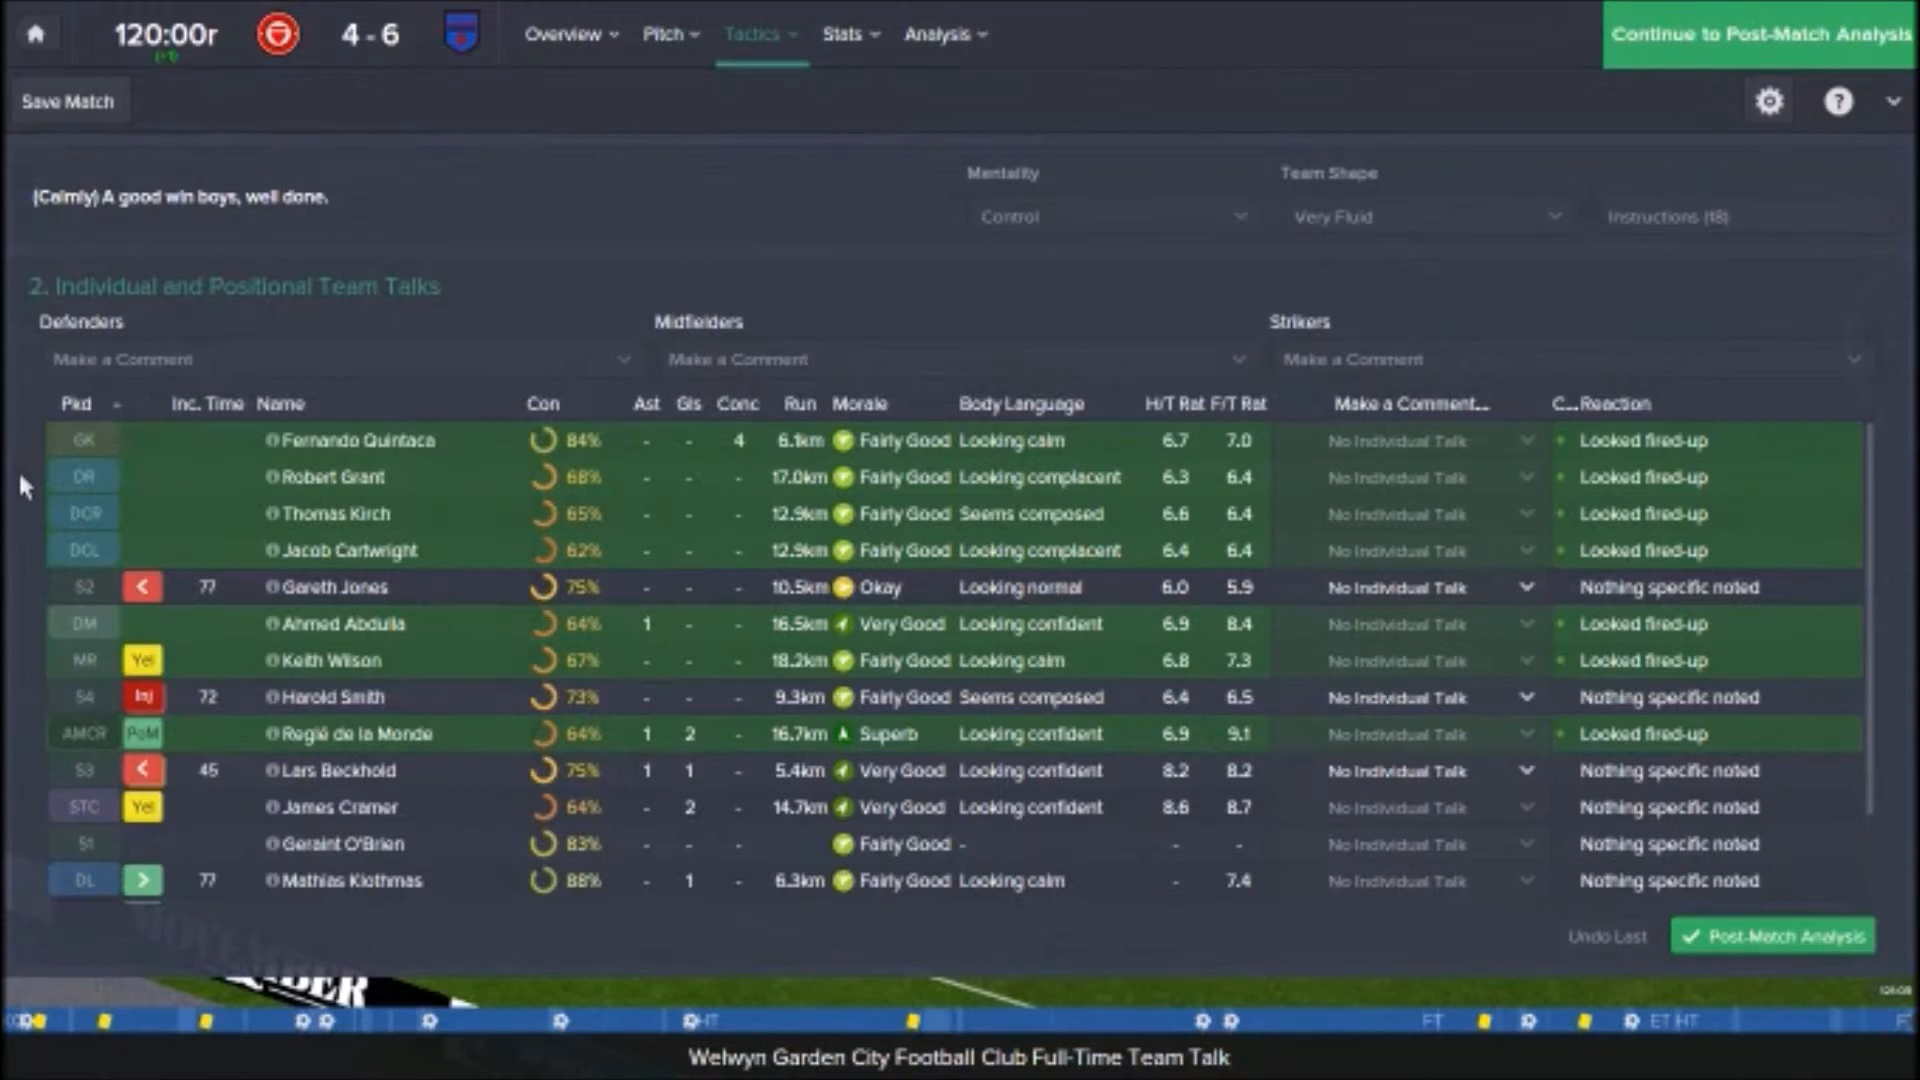 120:00r 4 - 6 Overview Pitch Tactics Stats Analysis Continue to Post-Match Analysis
Save Match ?
Mentality Team Shape
(Calmly) A good win boys, well done. Control Very Fluid Instructions (18)
2. Individual and Positional Team Talks
Defenders Midfielders Strikers
Make a Comment Make a Comment Make a Comment
Pkd Inc. Time Name Con Ast Gls Conc Run Morale Body Language H/T Rat F/T Rat Make a Comment... C... Reaction
GK Fernando Quintaca 84% - - 4 6.1km Fairly Good Looking calm 6.7 7.0 No Individual Talk Looked fired-up
DR Robert Grant 68% - - - 17.0km Fairly Good Looking complacent 6.3 6.4 No Individual Talk Looked fired-up
DCR Thomas Kirch 65% - - - 12.9km Fairly Good Seems composed 6.6 6.4 No Individual Talk Looked fired-up
DCL Jacob Cartwright 62% - - - 12.9km Fairly Good Looking complacent 6.4 6.4 No Individual Talk Looked fired-up
S2 < 77 Gareth Jones 75% - - - 10.5km Okay Looking normal 6.0 5.9 No Individual Talk Nothing specific noted
DM Ahmed Abdulla 64% 1 - - 16.5km Very Good Looking confident 6.9 8.4 No Individual Talk Looked fired-up
MR Yel Keith Wilson 67% - - - 18.2km Fairly Good Looking calm 6.8 7.3 No Individual Talk Looked fired-up
S4 Inj 72 Harold Smith 73% - - - 9.3km Fairly Good Seems composed 6.4 6.5 No Individual Talk Nothing specific noted
AMCR PoM Reglé de la Monde 64% 1 2 - 16.7km Superb Looking confident 6.9 9.1 No Individual Talk Looked fired-up
S3 < 45 Lars Beckhold 75% 1 1 - 5.4km Very Good Looking confident 8.2 8.2 No Individual Talk Nothing specific noted
STC Yel James Cramer 64% - 2 - 14.7km Very Good Looking confident 8.6 8.7 No Individual Talk Nothing specific noted
S1 Geraint O'Brien 83% - - - Fairly Good - - - No Individual Talk Nothing specific noted
DL > 77 Mathias Klothmas 88% - 1 - 6.3km Fairly Good Looking calm - 7.4 No Individual Talk Nothing specific noted
Undo Last Post-Match Analysis
HT FT ET HT
Welwyn Garden City Football Club Full-Time Team Talk